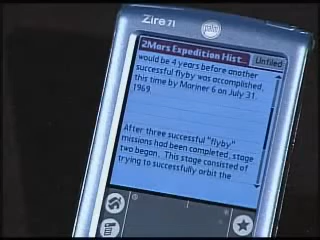 Zire 71
palm
2Mars Expedition Hist...
Unfiled
would be 4 years before another
successful flyby was accomplished,
this time by Mariner 6 on July 31.
1969.
After three successful "flyby"
missions had been completed, stage
two began. This stage consisted of
trying to successfully orbit the